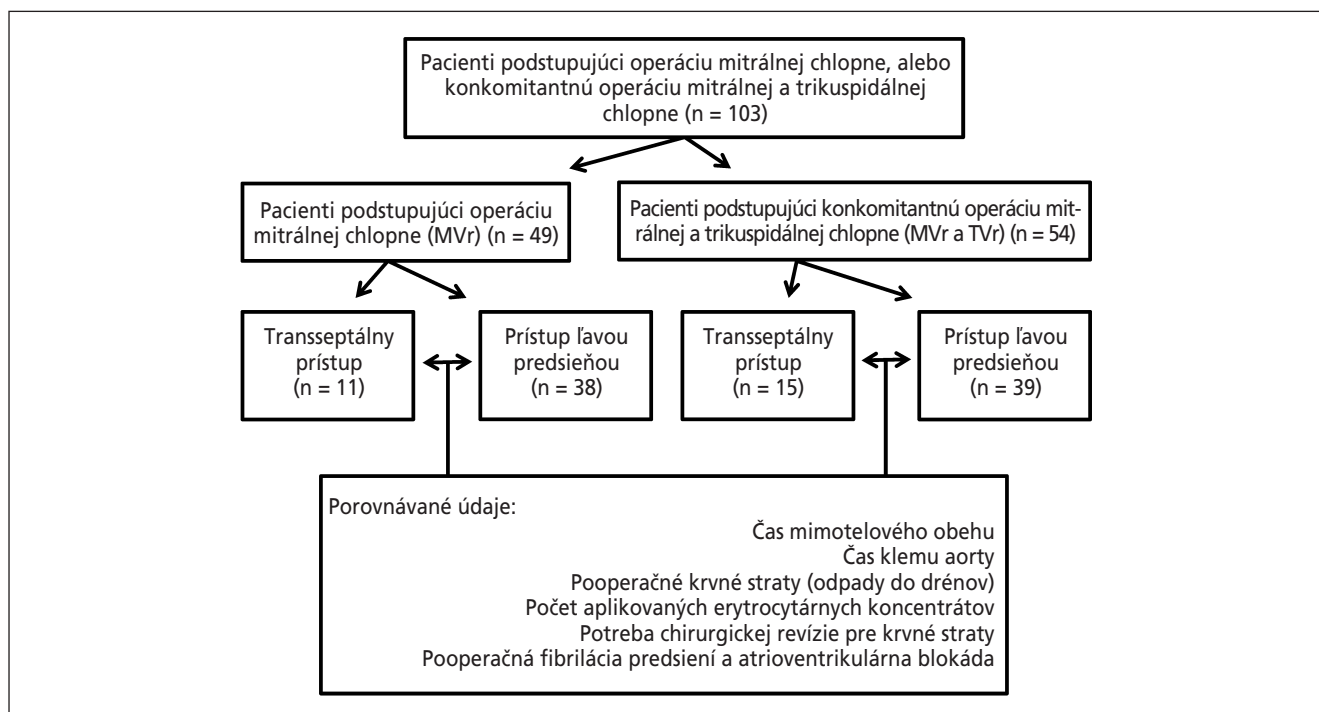 Pacienti podstupujúci operáciu mitrálnej chlopne, alebo
konkomitantnú operáciu mitrálnej a trikuspidálnej
chlopne (n = 103)
Pacienti podstupujúci operáciu
mitrálnej chlopne (MVr) (n = 49)
Pacienti podstupujúci konkomitantnú operáciu mit-
rálnej a trikuspidálnej chlopne (MVr a TVr) (n = 54)
Transseptálny
prístup
(n = 11)
Prístup ľavou
predsieňou
(n = 38)
Transseptálny
prístup
(n = 15)
Prístup ľavou
predsieňou
(n = 39)
Porovnávané údaje:
Čas mimotelového obehu
Čas klemu aorty
Pooperačné krvné straty (odpady do drénov)
Počet aplikovaných erytrocytárnych koncentrátov
Potreba chirurgickej revízie pre krvné straty
Pooperačná fibrilácia predsiení a atrioventrikulárna blokáda